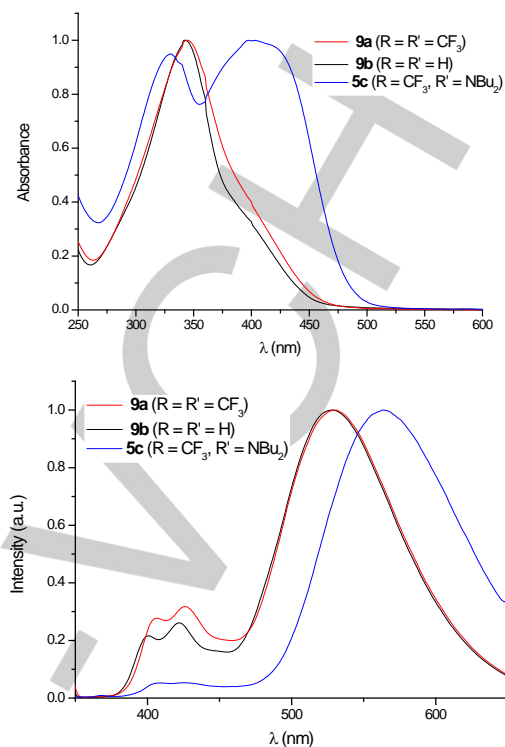 9a (R = R' = CF₃)
9b (R = R' = H)
5c (R = CF₃, R' = NBu₂)
1.0
0.8
0.6
0.4
0.2
0.0
Absorbance
250 300 350 400 450 500 550 600
λ (nm)
9a (R = R' = CF₃)
9b (R = R' = H)
5c (R = CF₃, R' = NBu₂)
1.0
0.8
0.6
0.4
0.2
0.0
Intensity (a.u.)
400 500 600
λ (nm)